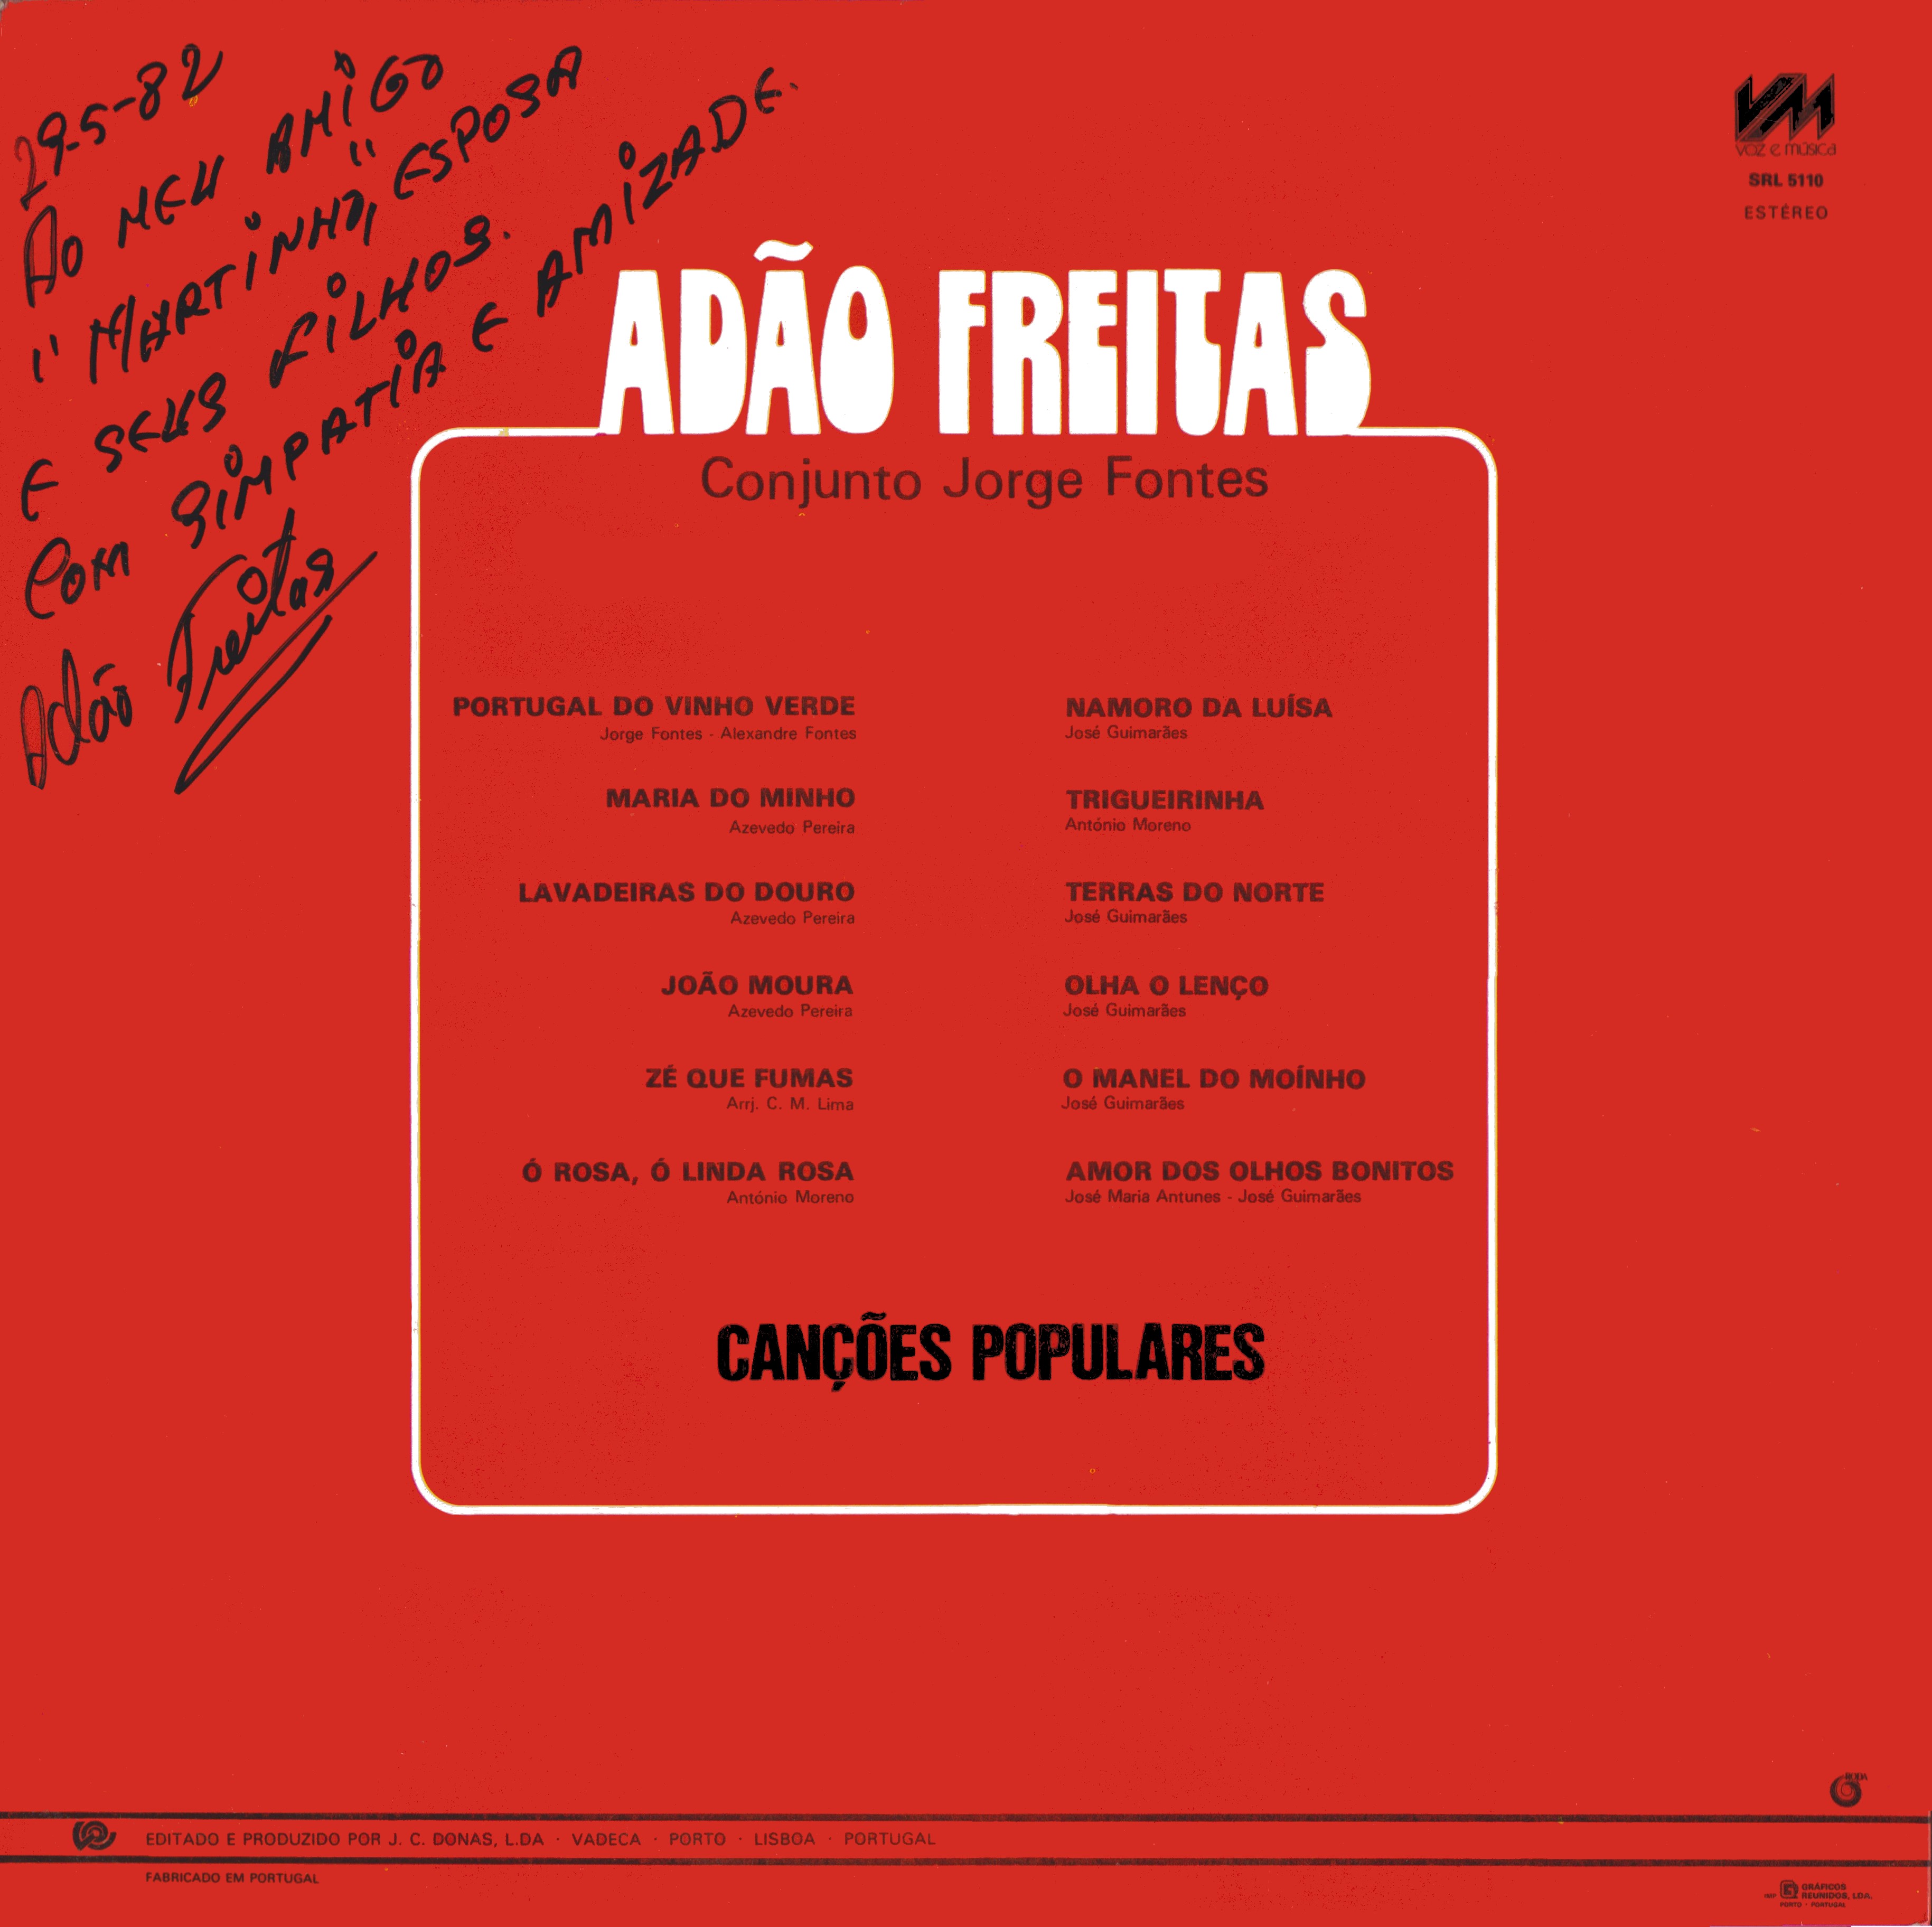 29-5-82
AO MEU AMIGO
"MARTINHO" ESPOSA
E SEUS FILHOS.
COM SIMPATIA E AMIZADE.
Adão Freitas
VM
voz e música
SRL 5110
ESTÉREO
ADÃO FREITAS
Conjunto Jorge Fontes
PORTUGAL DO VINHO VERDE
Jorge Fontes - Alexandre Fontes
MARIA DO MINHO
Azevedo Pereira
LAVADEIRAS DO DOURO
Azevedo Pereira
JOÃO MOURA
Azevedo Pereira
ZÉ QUE FUMAS
Arrj. C. M. Lima
Ó ROSA, Ó LINDA ROSA
António Moreno
NAMORO DA LUÍSA
José Guimarães
TRIGUEIRINHA
António Moreno
TERRAS DO NORTE
José Guimarães
OLHA O LENÇO
José Guimarães
O MANEL DO MOÍNHO
José Guimarães
AMOR DOS OLHOS BONITOS
José Maria Antunes - José Guimarães
CANÇÕES POPULARES
RODA
EDITADO E PRODUZIDO POR J. C. DONAS, L.DA · VADECA · PORTO · LISBOA · PORTUGAL
FABRICADO EM PORTUGAL
GRÁFICOS
REUNIDOS, LDA.
PORTO - PORTUGAL